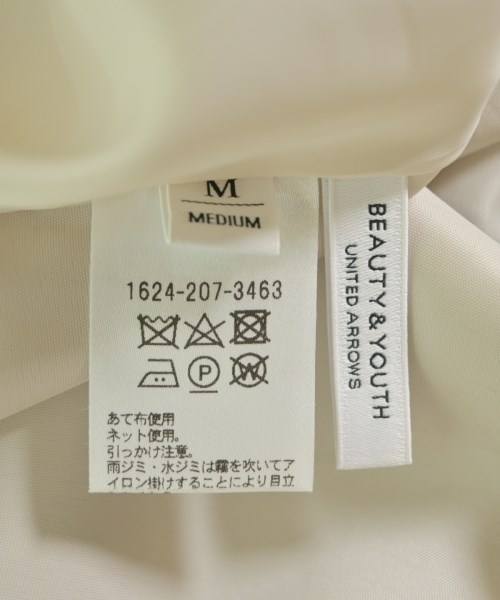 M
MEDIUM
1624-207-3463
P
W
あて布使用
ネット使用。
引っかけ注意。
雨ジミ・水ジミは霧を吹いてア
イロン掛けすることにより目立
BEAUTY & YOUTH
UNITED ARROWS